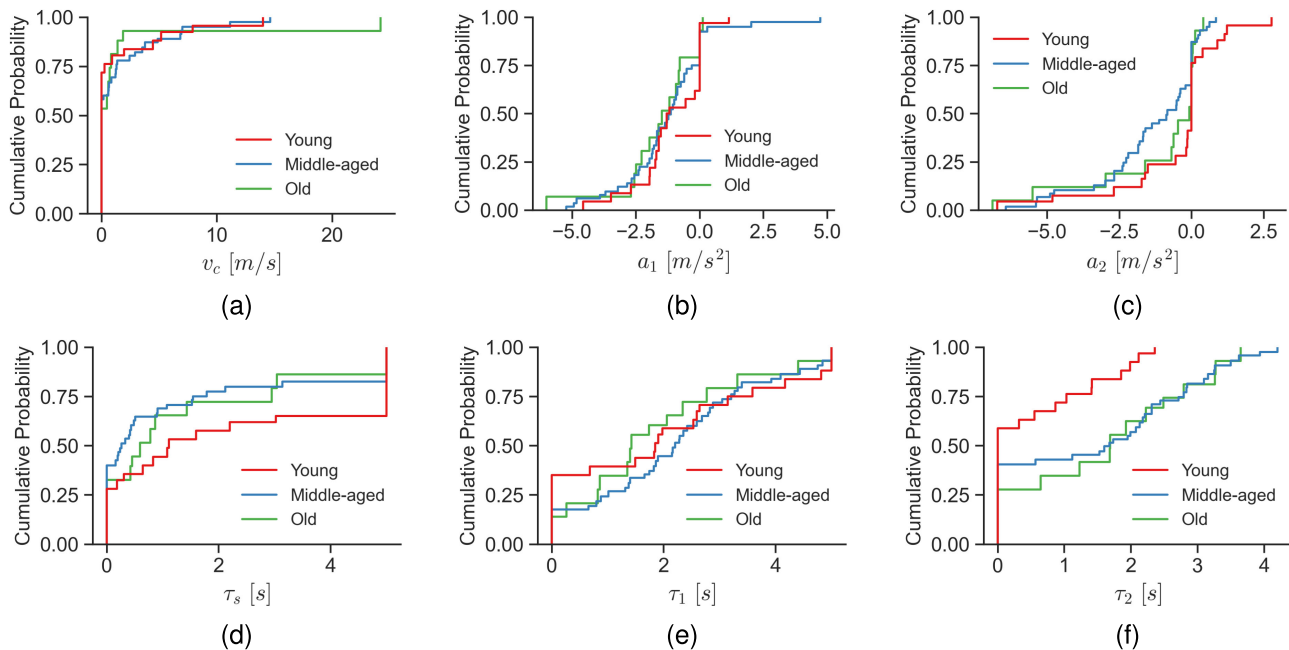 Cumulative Probability
1.00
0.75
0.50
0.25
0.00
0
10
20
v_c [m/s]
Young
Middle-aged
Old
(a)
Cumulative Probability
1.00
0.75
0.50
0.25
0.00
−5.0
−2.5
0.0
2.5
5.0
a_1 [m/s^2]
Young
Middle-aged
Old
(b)
Cumulative Probability
1.00
0.75
0.50
0.25
0.00
−5.0
−2.5
0.0
2.5
a_2 [m/s^2]
Young
Middle-aged
Old
(c)
Cumulative Probability
1.00
0.75
0.50
0.25
0.00
0
2
4
τ_s [s]
Young
Middle-aged
Old
(d)
Cumulative Probability
1.00
0.75
0.50
0.25
0.00
0
2
4
τ_1 [s]
Young
Middle-aged
Old
(e)
Cumulative Probability
1.00
0.75
0.50
0.25
0.00
0
1
2
3
4
τ_2 [s]
Young
Middle-aged
Old
(f)